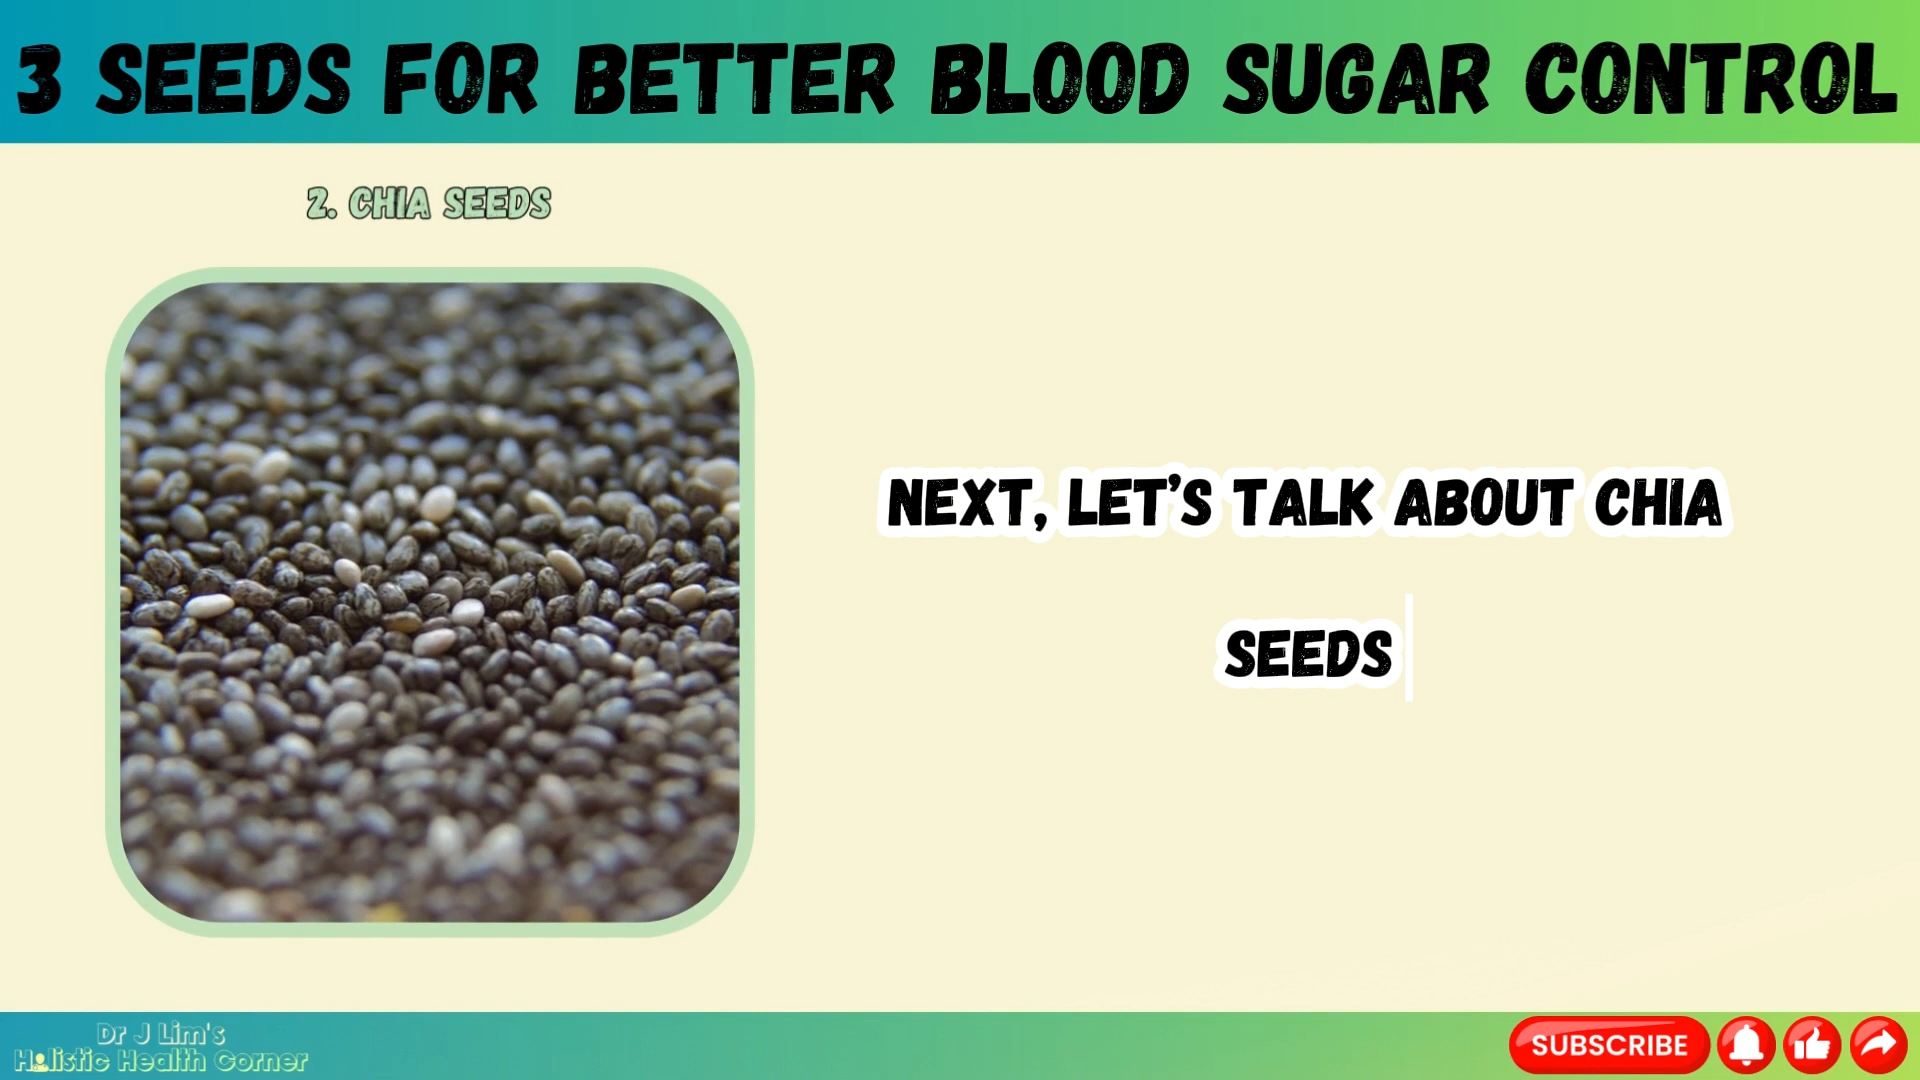 3 SEEDS FOR BETTER BLOOD SUGAR CONTROL
2. CHIA SEEDS
NEXT, LET’S TALK ABOUT CHIA
SEEDS
Dr J Lim's
Holistic Health Corner
SUBSCRIBE